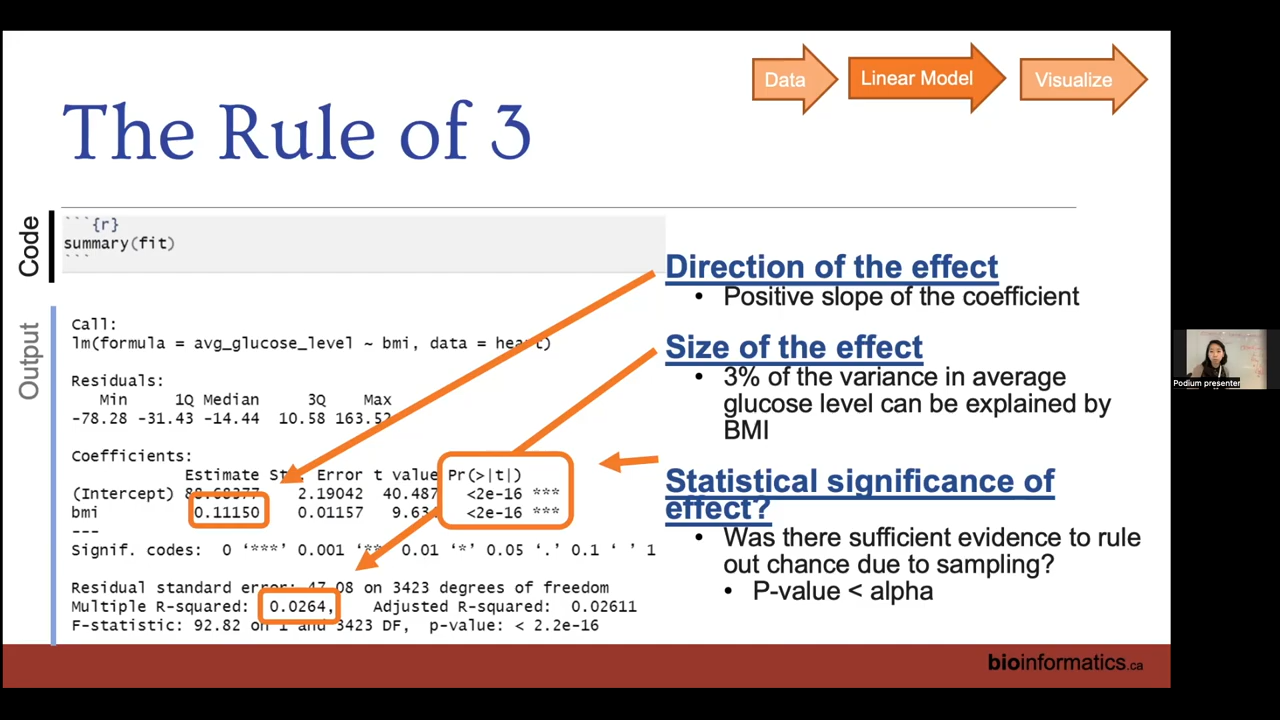 Data
Linear Model
Visualize
The Rule of 3
Code
```{r}
summary(fit)
```
Output
Call:
lm(formula = avg_glucose_level ~ bmi, data = heart)
Residuals:
Min 1Q Median 3Q Max
-78.28 -31.43 -14.44 10.58 163.52
Coefficients:
Estimate Std. Error t value Pr(>|t|)
(Intercept) 2.19042 40.487 <2e-16 ***
bmi 0.11150 0.01157 9.634 <2e-16 ***
---
Signif. codes: 0 ‘***’ 0.001 ‘**’ 0.01 ‘*’ 0.05 ‘.’ 0.1 ‘ ’ 1
Residual standard error: 47.08 on 3423 degrees of freedom
Multiple R-squared: 0.0264, Adjusted R-squared: 0.02611
F-statistic: 92.82 on 1 and 3423 DF, p-value: < 2.2e-16
Direction of the effect
• Positive slope of the coefficient
Size of the effect
• 3% of the variance in average
glucose level can be explained by
BMI
Statistical significance of
effect?
• Was there sufficient evidence to rule
out chance due to sampling?
• P-value < alpha
bioinformatics.ca
Podium presenter